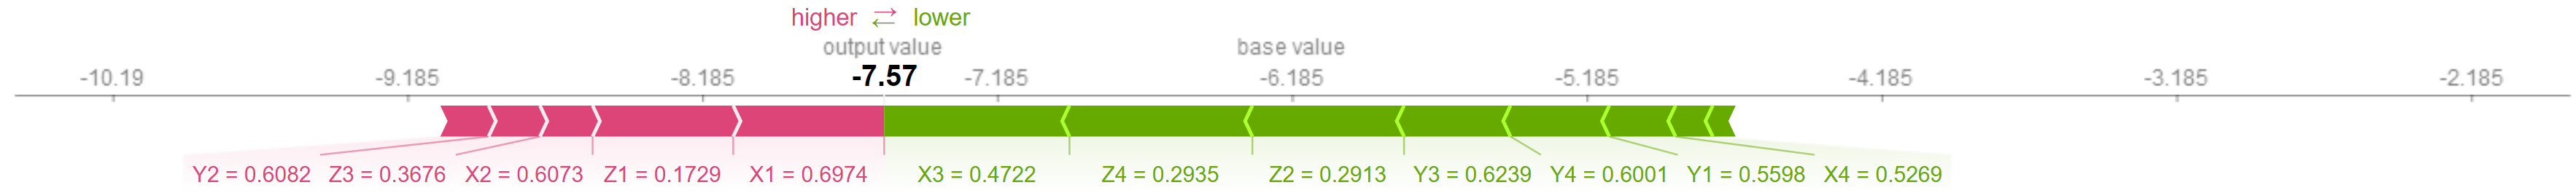 higher ⇄ lower
output value base value
-10.19 -9.185 -8.185 -7.57 -7.185 -6.185 -5.185 -4.185 -3.185 -2.185
Y2 = 0.6082 Z3 = 0.3676 X2 = 0.6073 Z1 = 0.1729 X1 = 0.6974 X3 = 0.4722 Z4 = 0.2935 Z2 = 0.2913 Y3 = 0.6239 Y4 = 0.6001 Y1 = 0.5598 X4 = 0.5269